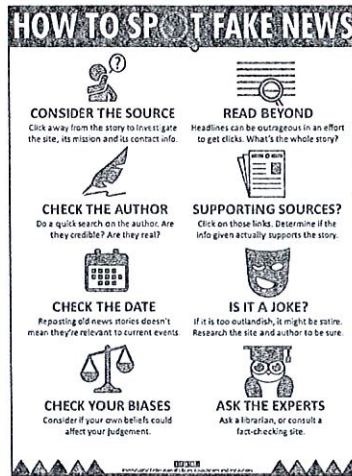 HOW TO SPOT FAKE NEWS
CONSIDER THE SOURCE
Click away from the story to investigate
the site, its mission and its contact info.
READ BEYOND
Headlines can be outrageous in an effort
to get clicks. What's the whole story?
CHECK THE AUTHOR
Do a quick search on the author. Are
they credible? Are they real?
SUPPORTING SOURCES?
Click on those links. Determine if the
info given actually supports the story.
CHECK THE DATE
Reposting old news stories doesn't
mean they're relevant to current events.
IS IT A JOKE?
If it is too outlandish, it might be satire.
Research the site and author to be sure.
CHECK YOUR BIASES
Consider if your own beliefs could
affect your judgement.
ASK THE EXPERTS
Ask a librarian, or consult a
fact-checking site.